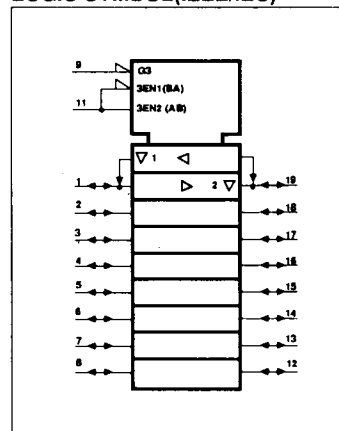 LOGIC SYMBOL(IEEE/IEC)
9 G3
3EN1(BA)
11 3EN2 (AB)
▽ 1 ◁
1 ▷ 2 ▽ 19
2 18
3 17
4 16
5 15
6 14
7 13
8 12